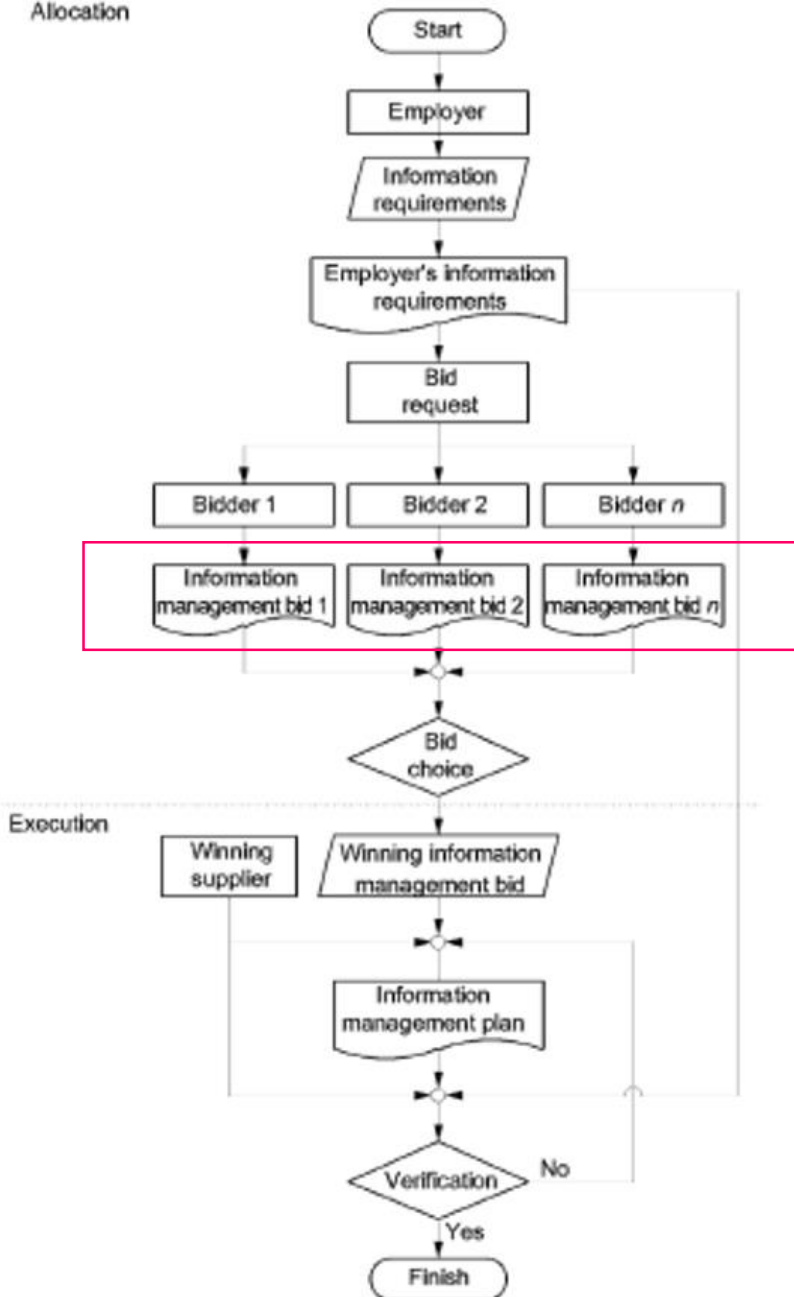 Allocation
Start
Employer
Information
requirements
Employer's information
requirements
Bid
request
Bidder 1
Bidder 2
Bidder n
Information
management bid 1
Information
management bid 2
Information
management bid n
Bid
choice
Execution
Winning
supplier
Winning information
management bid
Information
management plan
Verification
No
Yes
Finish